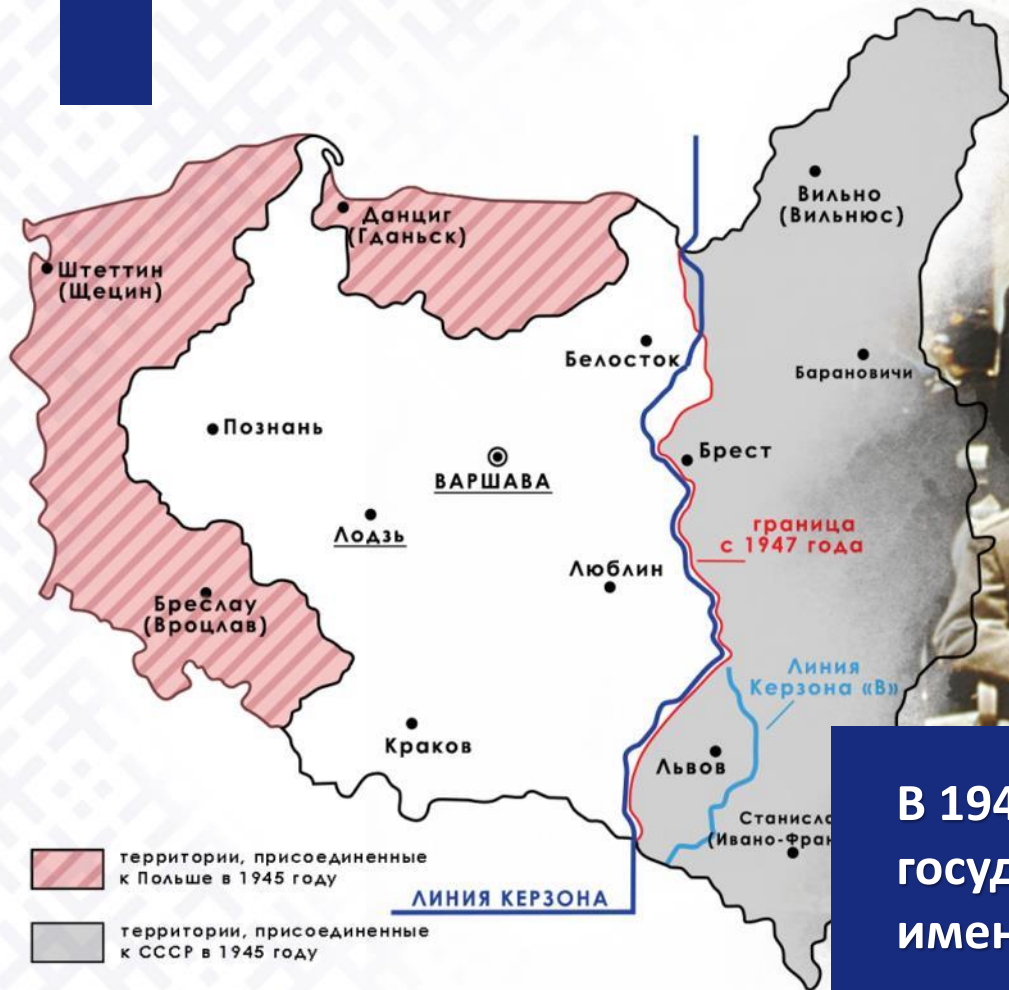 Вильно
(Вильнюс)
Данциг
(Гданьск)
Штеттин
(Щецин)
Белосток
Барановичи
Познань
Брест
ВАРШАВА
Лодзь
граница
с 1947 года
Люблин
Бреслау
(Вроцлав)
Линия
Керзона «В»
Краков
Львов
(Ивано-
ЛИНИЯ КЕРЗОНА
территории, присоединенные
к Польше в 1945 году
территории, присоединенные
к СССР в 1945 году
В